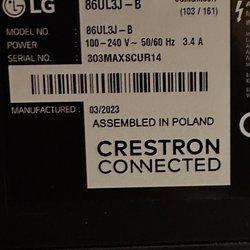 LG
86UL3J-B
(103 / 161)
MODEL NO. : 86UL3J-B
POWER : 100-240 V~ 50/60 Hz 3.4 A
SERIAL NO. : 303MAXSCUR14
MANUFACTURED : 03/2023
ASSEMBLED IN POLAND
CRESTRON
CONNECTED